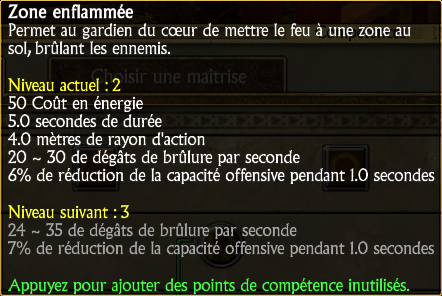 Zone enflammée
Permet au gardien du cœur de mettre le feu à une zone au
sol, brûlant les ennemis.
Choisir une maîtrise
Niveau actuel : 2
50 Coût en énergie
5.0 secondes de durée
4.0 mètres de rayon d'action
20 ~ 30 de dégâts de brûlure par seconde
6% de réduction de la capacité offensive pendant 1.0 secondes
Niveau suivant : 3
24 ~ 35 de dégâts de brûlure par seconde
7% de réduction de la capacité offensive pendant 1.0 secondes
Appuyez pour ajouter des points de compétence inutilisés.